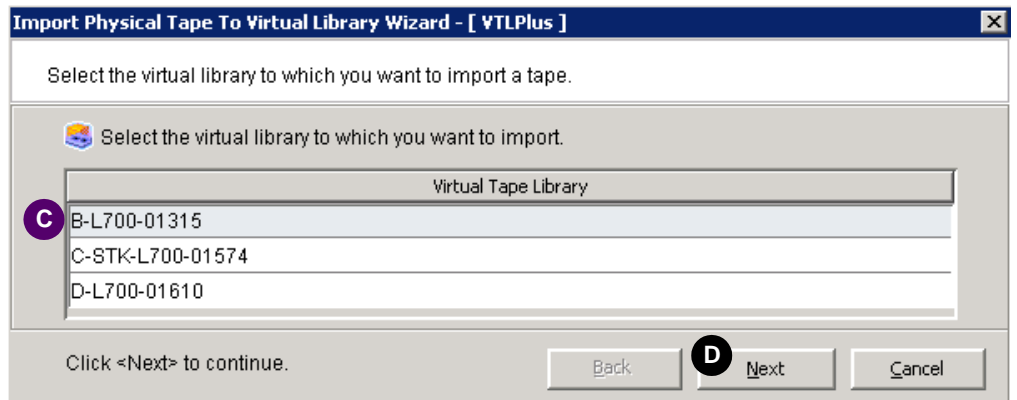 Import Physical Tape To Virtual Library Wizard - [ VTLPlus ]
Select the virtual library to which you want to import a tape.
Select the virtual library to which you want to import.
Virtual Tape Library
C
B-L700-01315
C-STK-L700-01574
D-L700-01610
Click <Next> to continue.
Back
D
Next
Cancel